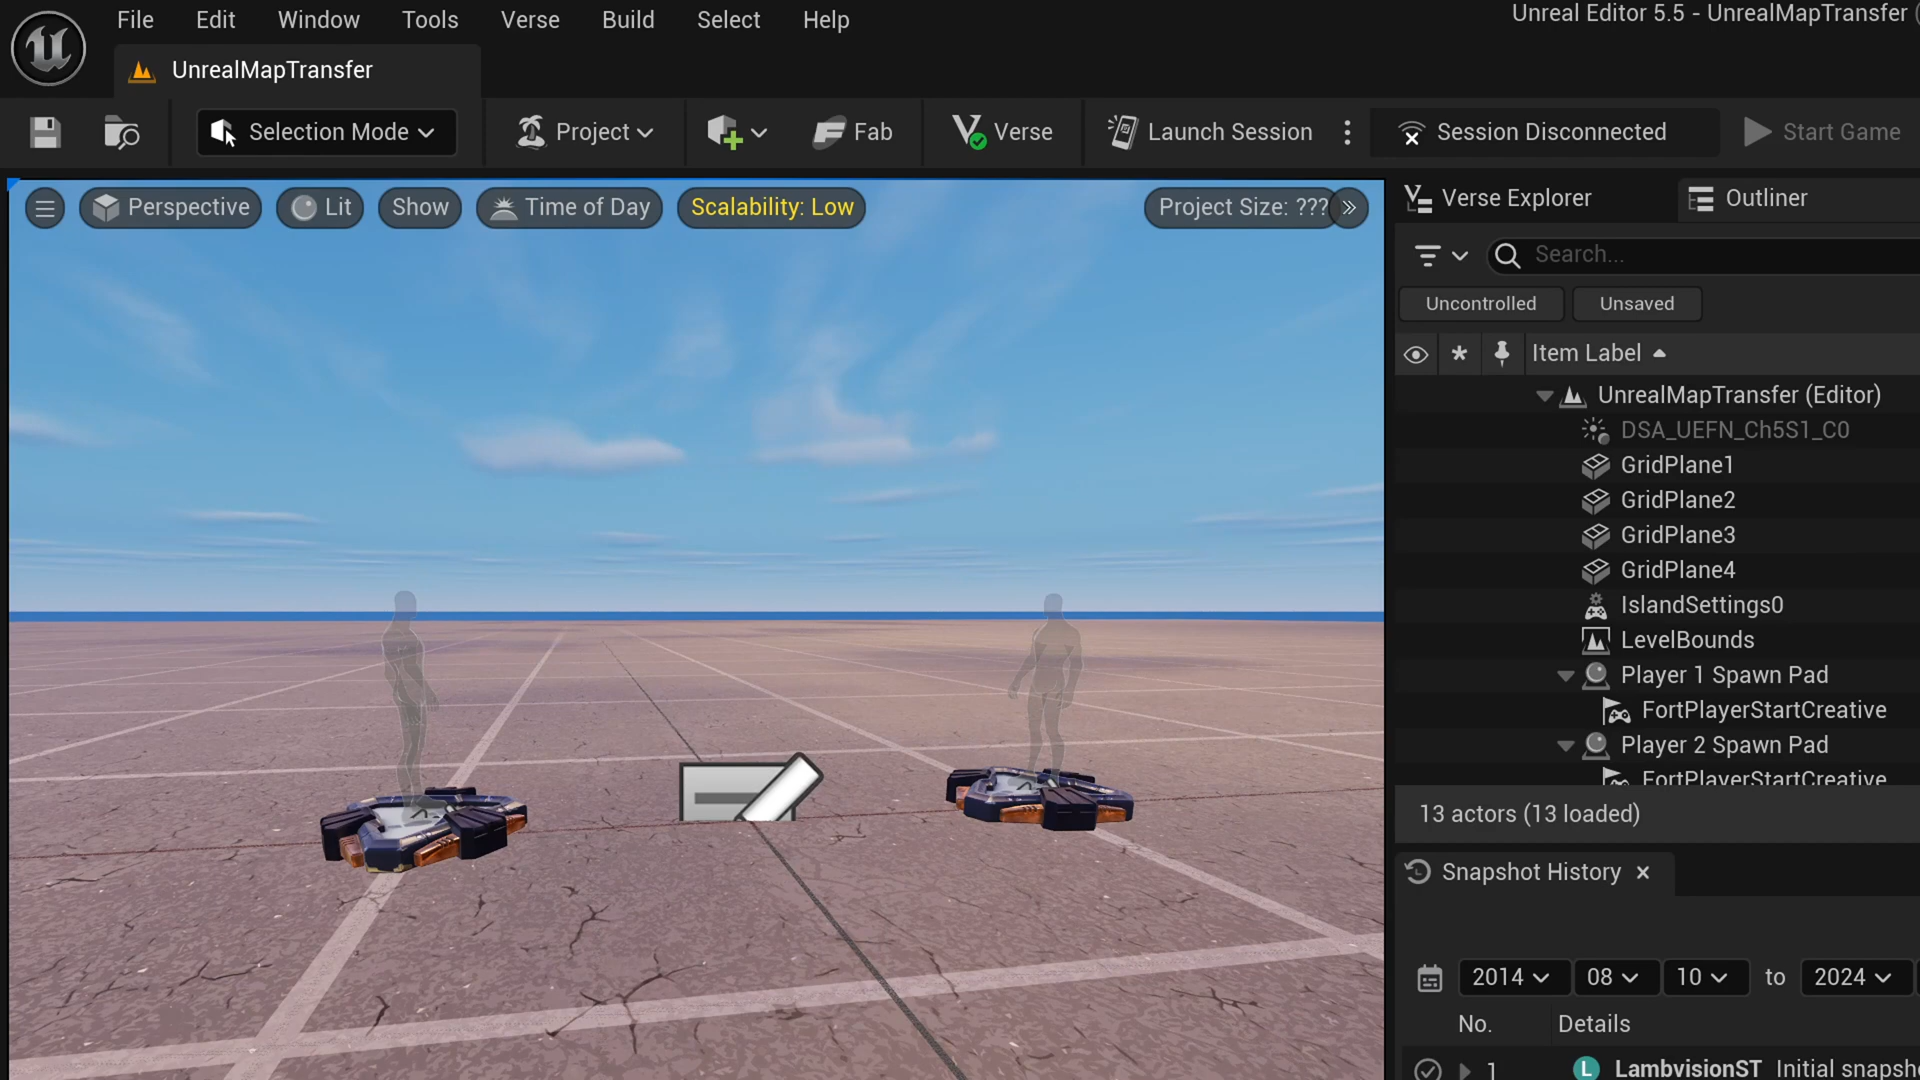 File Edit Window Tools Verse Build Select Help
Unreal Editor 5.5 - UnrealMapTransfer (
UnrealMapTransfer
Selection Mode Project Fab Verse Launch Session Session Disconnected Start Game
Perspective Lit Show Time of Day Scalability: Low Project Size: ???
Verse Explorer Outliner
Search...
Uncontrolled Unsaved
Item Label
UnrealMapTransfer (Editor)
DSA_UEFN_Ch5S1_C0
GridPlane1
GridPlane2
GridPlane3
GridPlane4
IslandSettings0
LevelBounds
Player 1 Spawn Pad
FortPlayerStartCreative
Player 2 Spawn Pad
FortPlayerStartCreative
13 actors (13 loaded)
Snapshot History
2014 08 10 to 2024
No. Details
1 L LambvisionST Initial snapsh